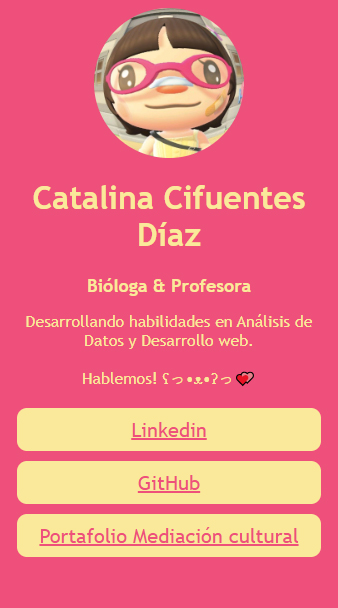 Catalina Cifuentes
Díaz
Bióloga & Profesora
Desarrollando habilidades en Análisis de
Datos y Desarrollo web.
Hablemos! ʕっ•ᴥ•ʔっ 💕
Linkedin
GitHub
Portafolio Mediación cultural